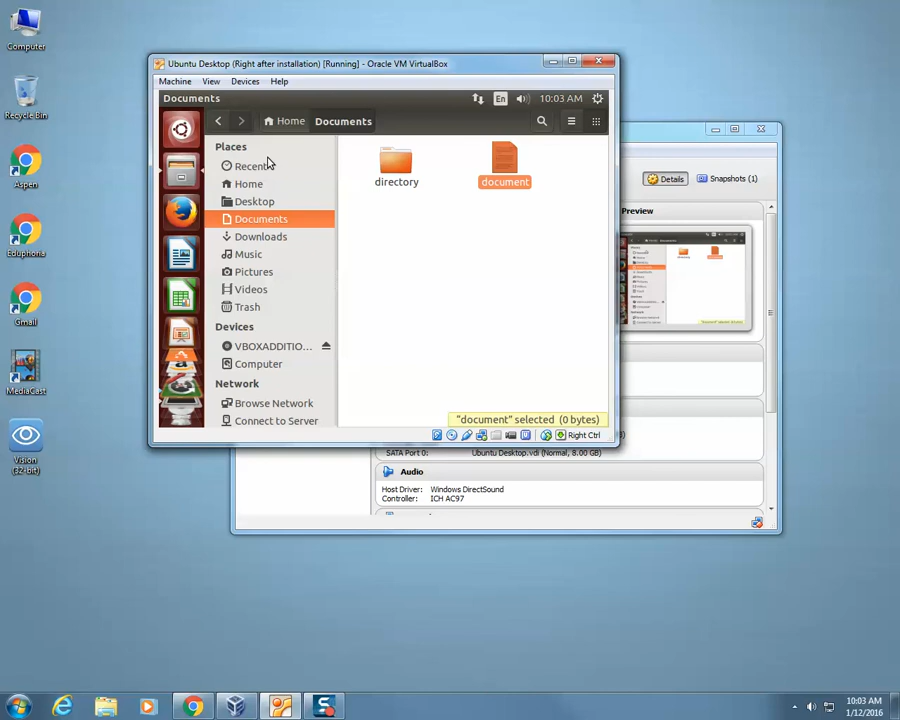 Computer
Recycle Bin
Aspen
Eduphoria
Gmail
MediaCast
Vision
(32-bit)
Ubuntu Desktop (Right after installation) [Running] - Oracle VM VirtualBox
Machine View Devices Help
Documents
En
10:03 AM
Home Documents
Places
Recent
Home
Desktop
Documents
Downloads
Music
Pictures
Videos
Trash
Devices
VBOXADDITIO...
Computer
Network
Browse Network
Connect to Server
directory
document
"document" selected (0 bytes)
Right Ctrl
Details
Snapshots (1)
Preview
SATA Port 0: Ubuntu Desktop.vdi (Normal, 8.00 GB)
Audio
Host Driver: Windows DirectSound
Controller: ICH AC97
10:03 AM
1/12/2016